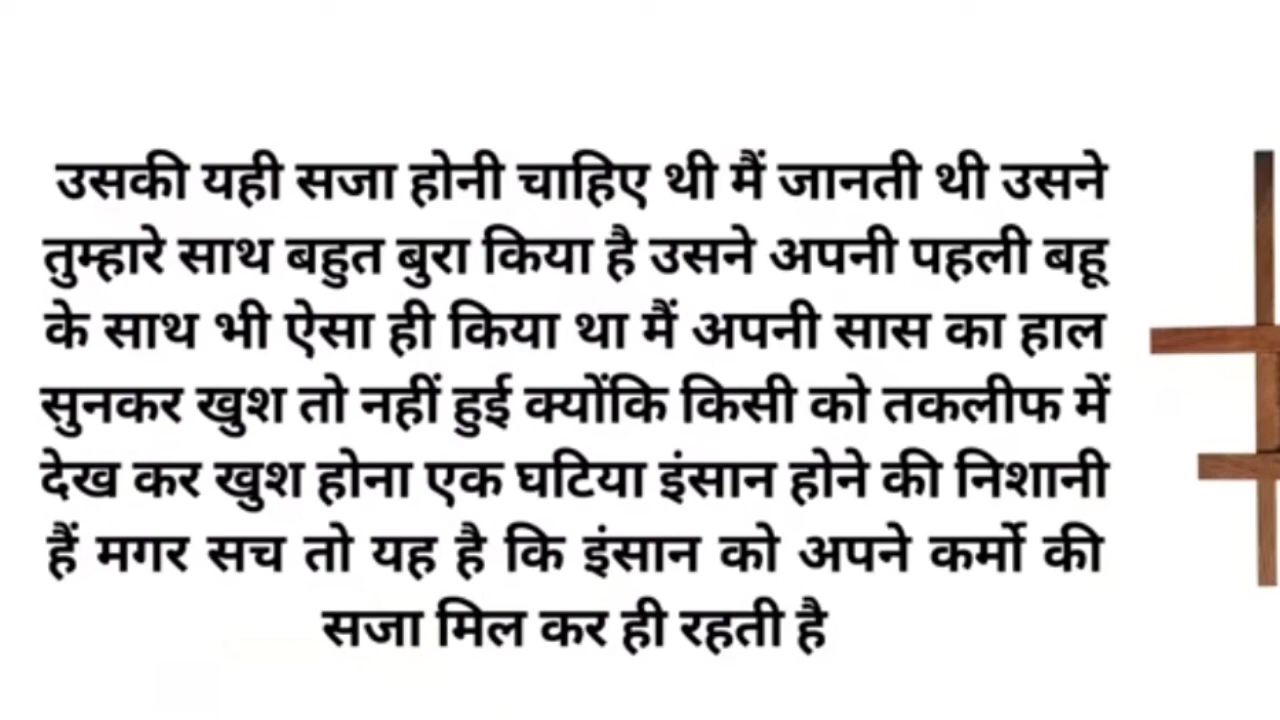 उसकी यही सजा होनी चाहिए थी मैं जानती थी उसने
तुम्हारे साथ बहुत बुरा किया है उसने अपनी पहली बहू
के साथ भी ऐसा ही किया था मैं अपनी सास का हाल
सुनकर खुश तो नहीं हुई क्योंकि किसी को तकलीफ में
देख कर खुश होना एक घटिया इंसान होने की निशानी
हैं मगर सच तो यह है कि इंसान को अपने कर्मो की
सजा मिल कर ही रहती है